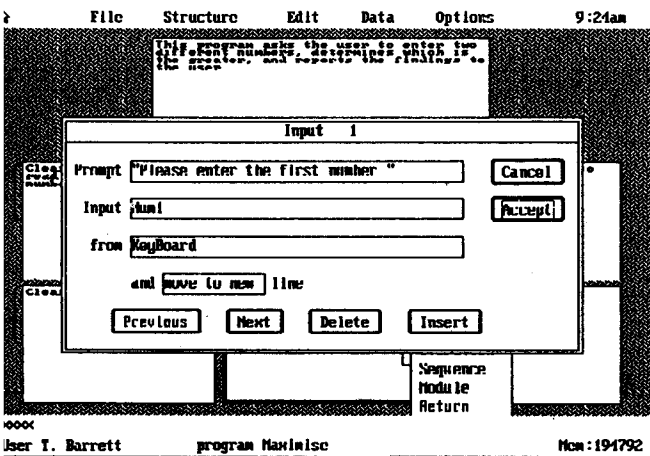 File Structure Edit Data Options 9:24am
This program asks the user to enter two
different numbers, determines which is
the greater, and reports the findings to
the user
Input 1
Prompt "Please enter the first number "
Cancel
Input Num1
Accept
from KeyBoard
and move to new line
Previous Next Delete Insert
Sequence
Module
Return
User T. Barrett program Maximise Mem:194792